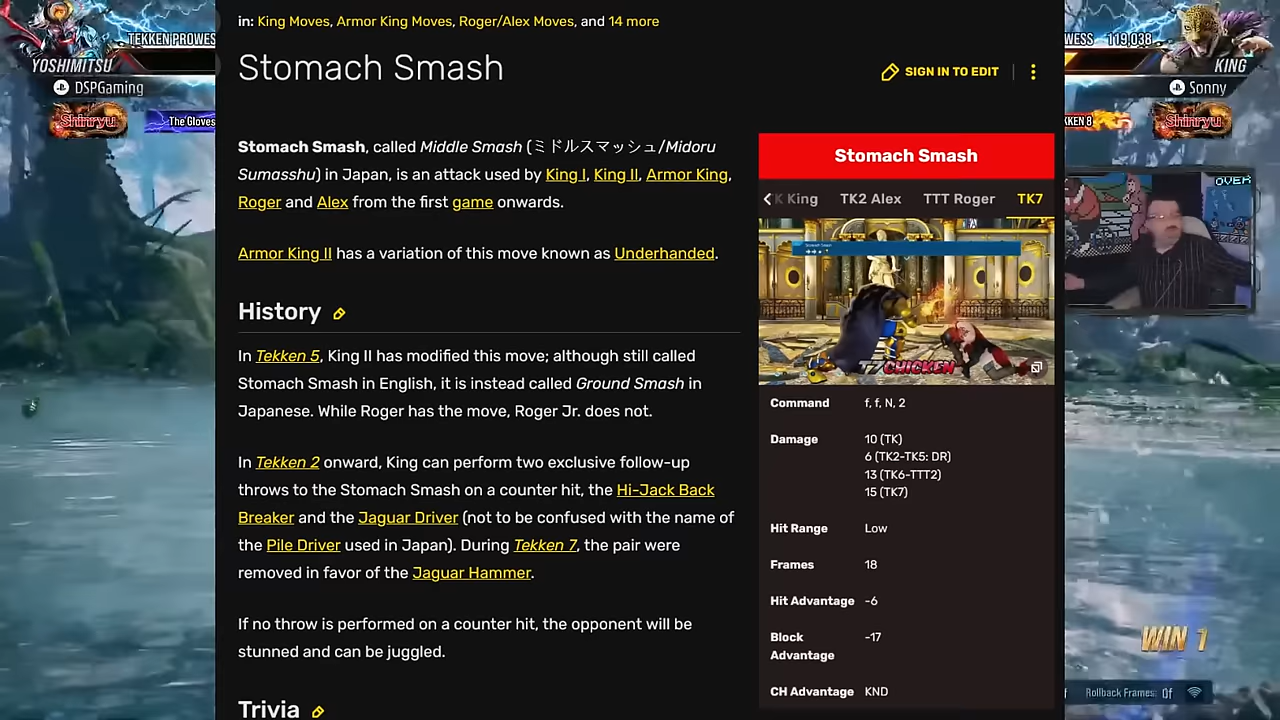 in: King Moves, Armor King Moves, Roger/Alex Moves, and 14 more
TEKKEN PROWES
YOSHIMITSU
DSPGaming
Shinryu
The Gloves
Stomach Smash
SIGN IN TO EDIT
WESS 119,038
KING
Sonny
KKEN 8
Shinryu
OVER
Stomach Smash, called Middle Smash (ミドルスマッシュ/Midoru
Sumasshu) in Japan, is an attack used by King I, King II, Armor King,
Roger and Alex from the first game onwards.
Armor King II has a variation of this move known as Underhanded.
History
In Tekken 5, King II has modified this move; although still called
Stomach Smash in English, it is instead called Ground Smash in
Japanese. While Roger has the move, Roger Jr. does not.
In Tekken 2 onward, King can perform two exclusive follow-up
throws to the Stomach Smash on a counter hit, the Hi-Jack Back
Breaker and the Jaguar Driver (not to be confused with the name of
the Pile Driver used in Japan). During Tekken 7, the pair were
removed in favor of the Jaguar Hammer.
If no throw is performed on a counter hit, the opponent will be
stunned and can be juggled.
Trivia
Stomach Smash
K King TK2 Alex TTT Roger TK7
Stomach Smash
T7CHICKEN
Command f, f, N, 2
Damage 10 (TK)
6 (TK2-TK5: DR)
13 (TK6-TTT2)
15 (TK7)
Hit Range Low
Frames 18
Hit Advantage -6
Block -17
Advantage
CH Advantage KND
WIN 1
Rollback Frames: 0f